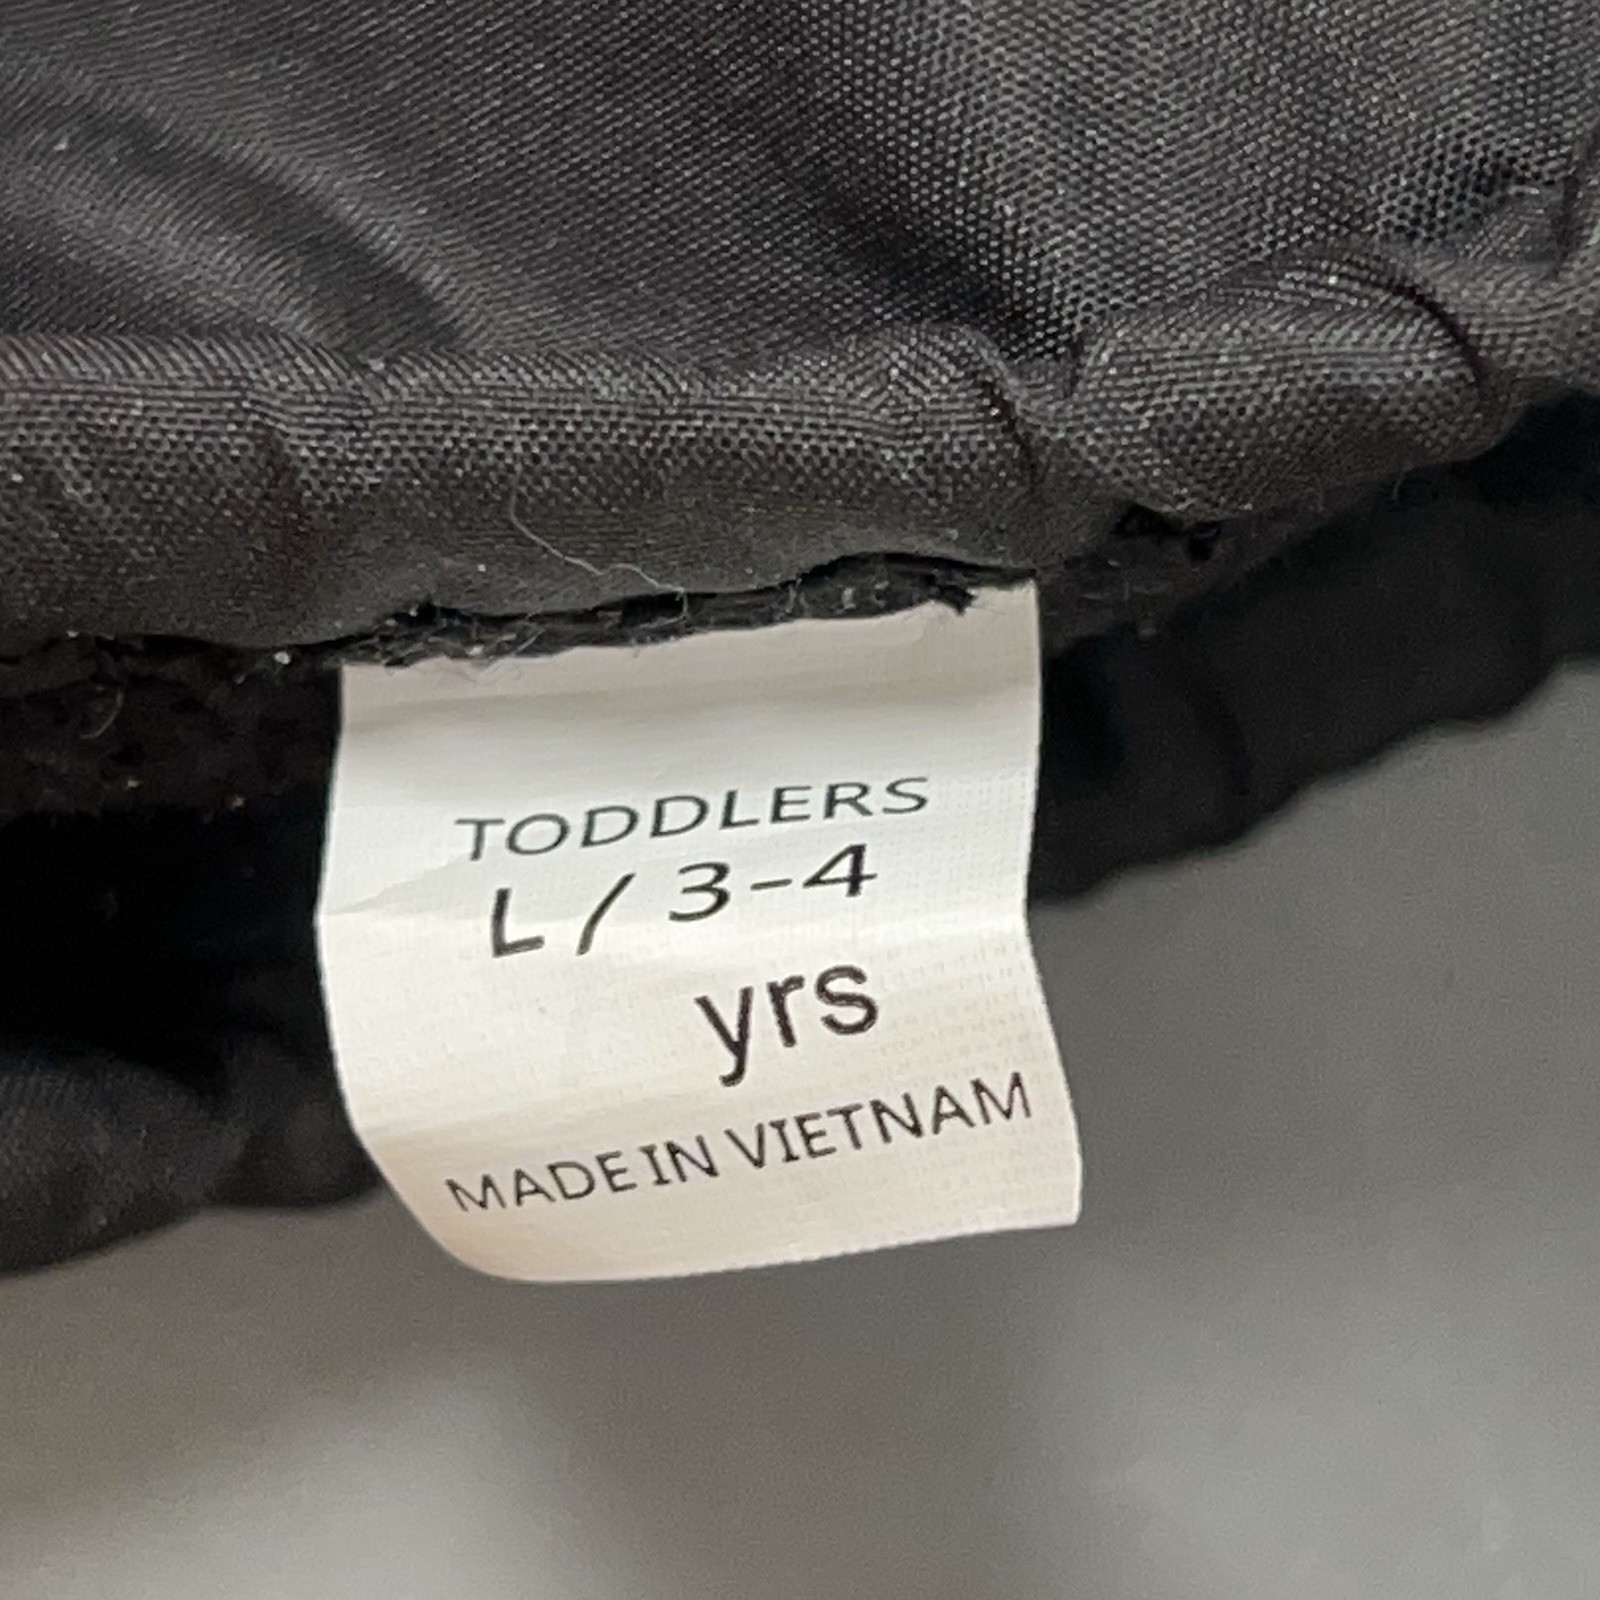 TODDLERS
L / 3-4
yrs
MADE IN VIETNAM